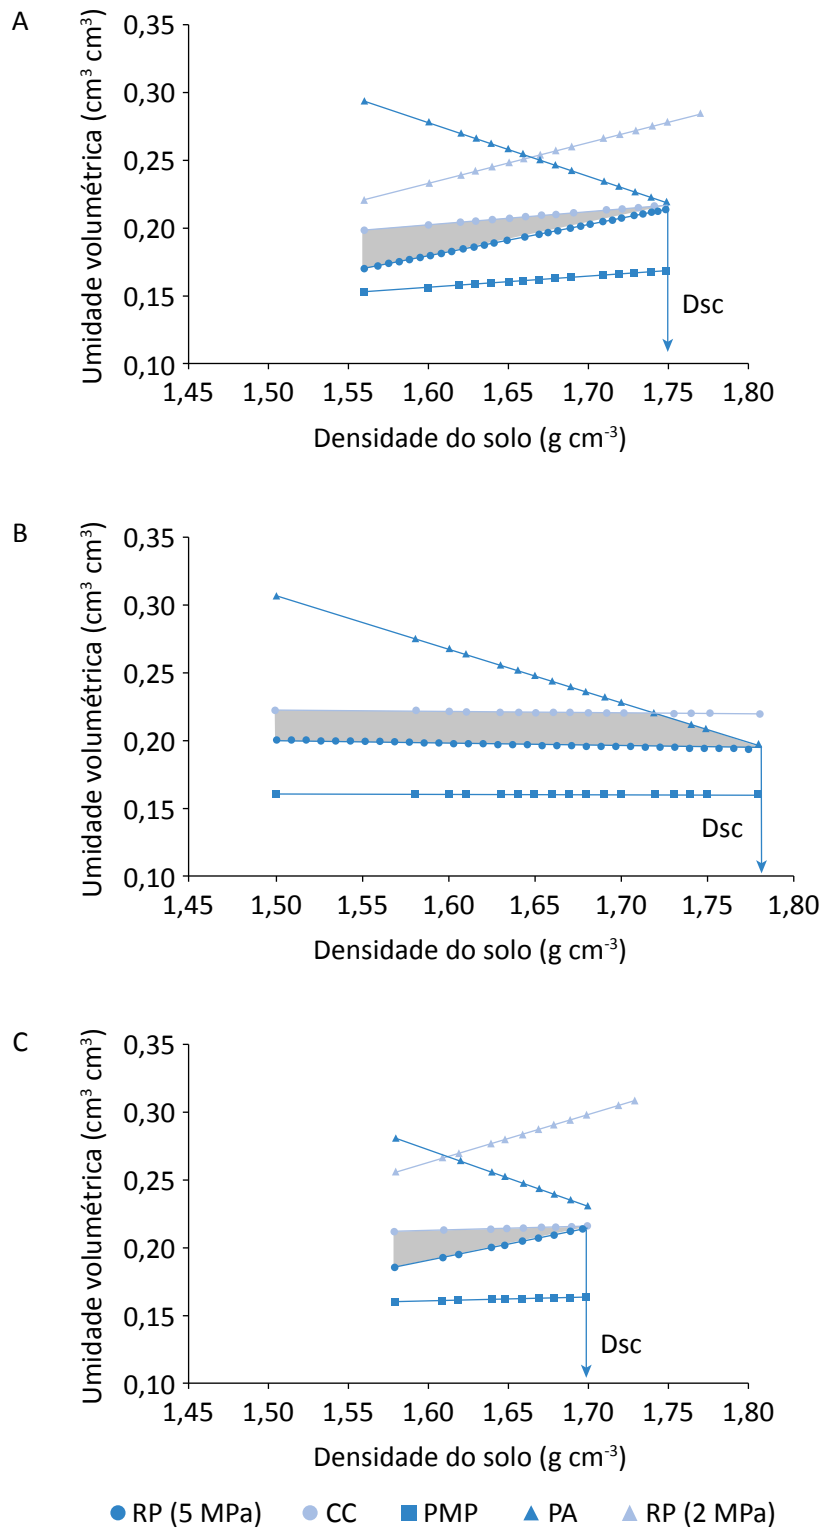 A
Umidade volumétrica (cm³ cm³)
0,35
0,30
0,25
0,20
0,15
0,10
Dsc
1,45 1,50 1,55 1,60 1,65 1,70 1,75 1,80
Densidade do solo (g cm⁻³)
B
Umidade volumétrica (cm³ cm³)
0,35
0,30
0,25
0,20
0,15
0,10
Dsc
1,45 1,50 1,55 1,60 1,65 1,70 1,75 1,80
Densidade do solo (g cm⁻³)
C
Umidade volumétrica (cm³ cm³)
0,35
0,30
0,25
0,20
0,15
0,10
Dsc
1,45 1,50 1,55 1,60 1,65 1,70 1,75 1,80
Densidade do solo (g cm⁻³)
RP (5 MPa) CC PMP PA RP (2 MPa)